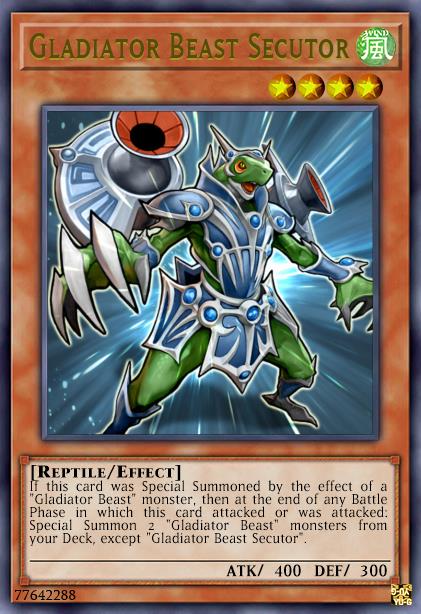 GLADIATOR BEAST SECUTOR
WIND
風
[REPTILE/EFFECT]
If this card was Special Summoned by the effect of a
"Gladiator Beast" monster, then at the end of any Battle
Phase in which this card attacked or was attacked:
Special Summon 2 "Gladiator Beast" monsters from
your Deck, except "Gladiator Beast Secutor".
ATK/ 400 DEF/ 300
77642288